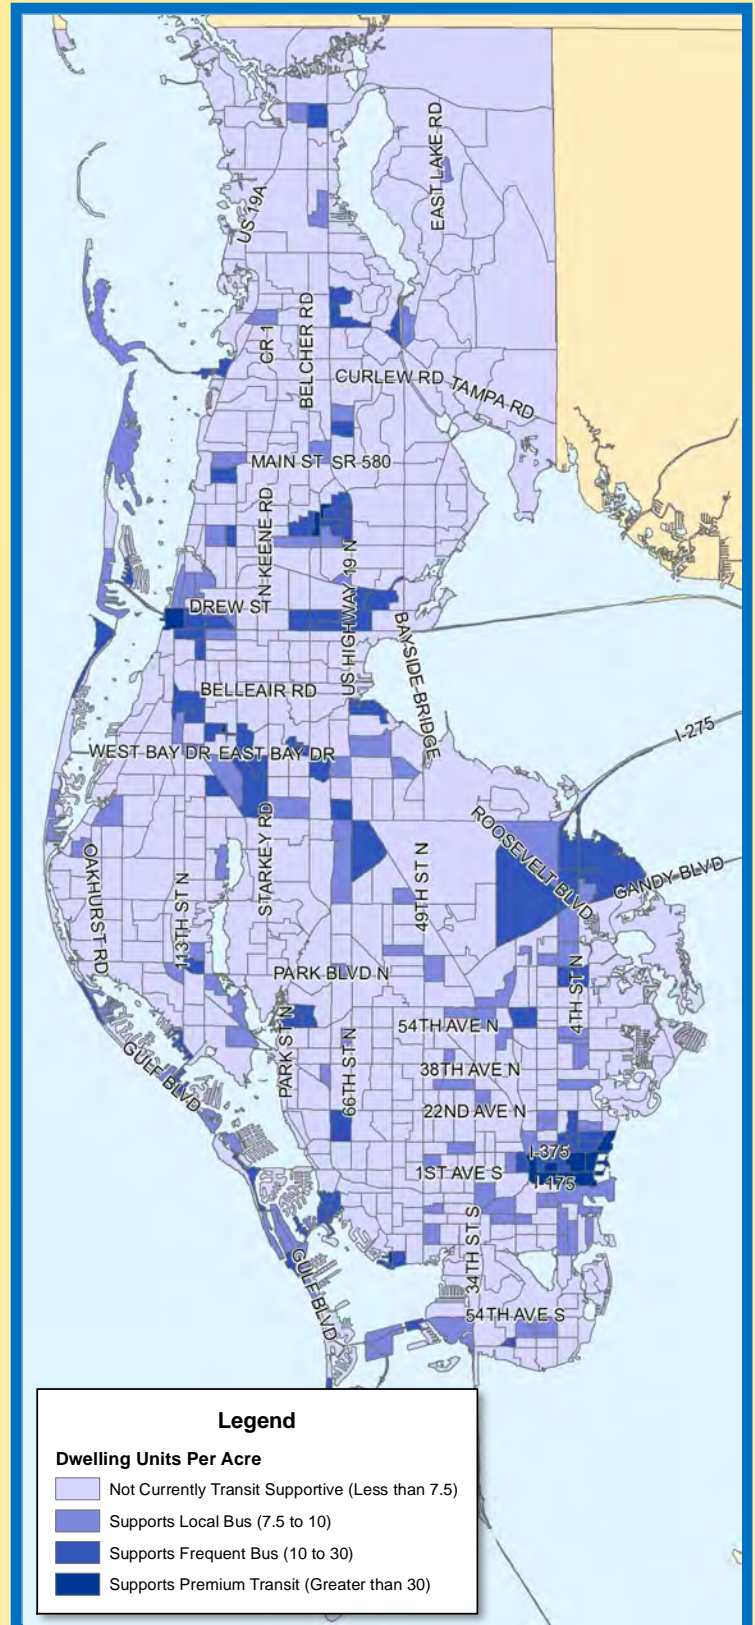 EAST LAKE RD
US 19A
CR 1
BELCHER RD
CURLEW RD
TAMPA RD
MAIN ST SR 580
N KEENE RD
US HIGHWAY 19 N
DREW ST
BAYSIDE BRIDGE
BELLEAIR RD
I-275
WEST BAY DR
EAST BAY DR
ROOSEVELT BLVD
STARKEY RD
OAKHURST RD
113TH ST N
49TH ST N
GANDY BLVD
4TH ST N
PARK BLVD N
PARK ST N
66TH ST N
54TH AVE N
GULF BLVD
38TH AVE N
22ND AVE N
I-375
1ST AVE S
I-175
34TH ST S
GULF BLVD
54TH AVE S
Legend
Dwelling Units Per Acre
Not Currently Transit Supportive (Less than 7.5)
Supports Local Bus (7.5 to 10)
Supports Frequent Bus (10 to 30)
Supports Premium Transit (Greater than 30)